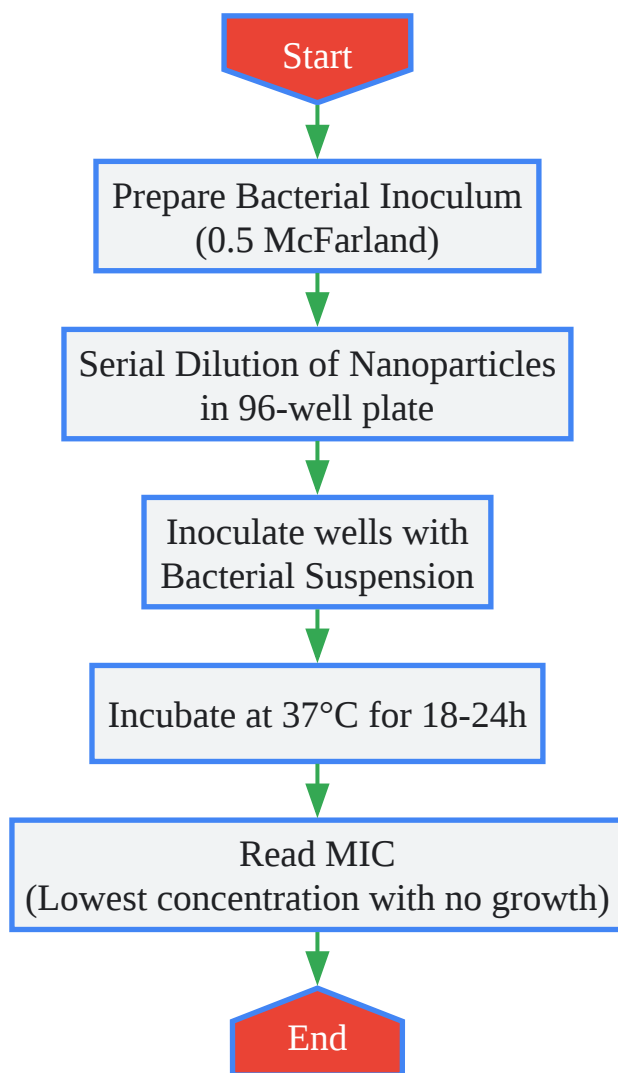 Start
Prepare Bacterial Inoculum
(0.5 McFarland)
Serial Dilution of Nanoparticles
in 96-well plate
Inoculate wells with
Bacterial Suspension
Incubate at 37°C for 18-24h
Read MIC
(Lowest concentration with no growth)
End